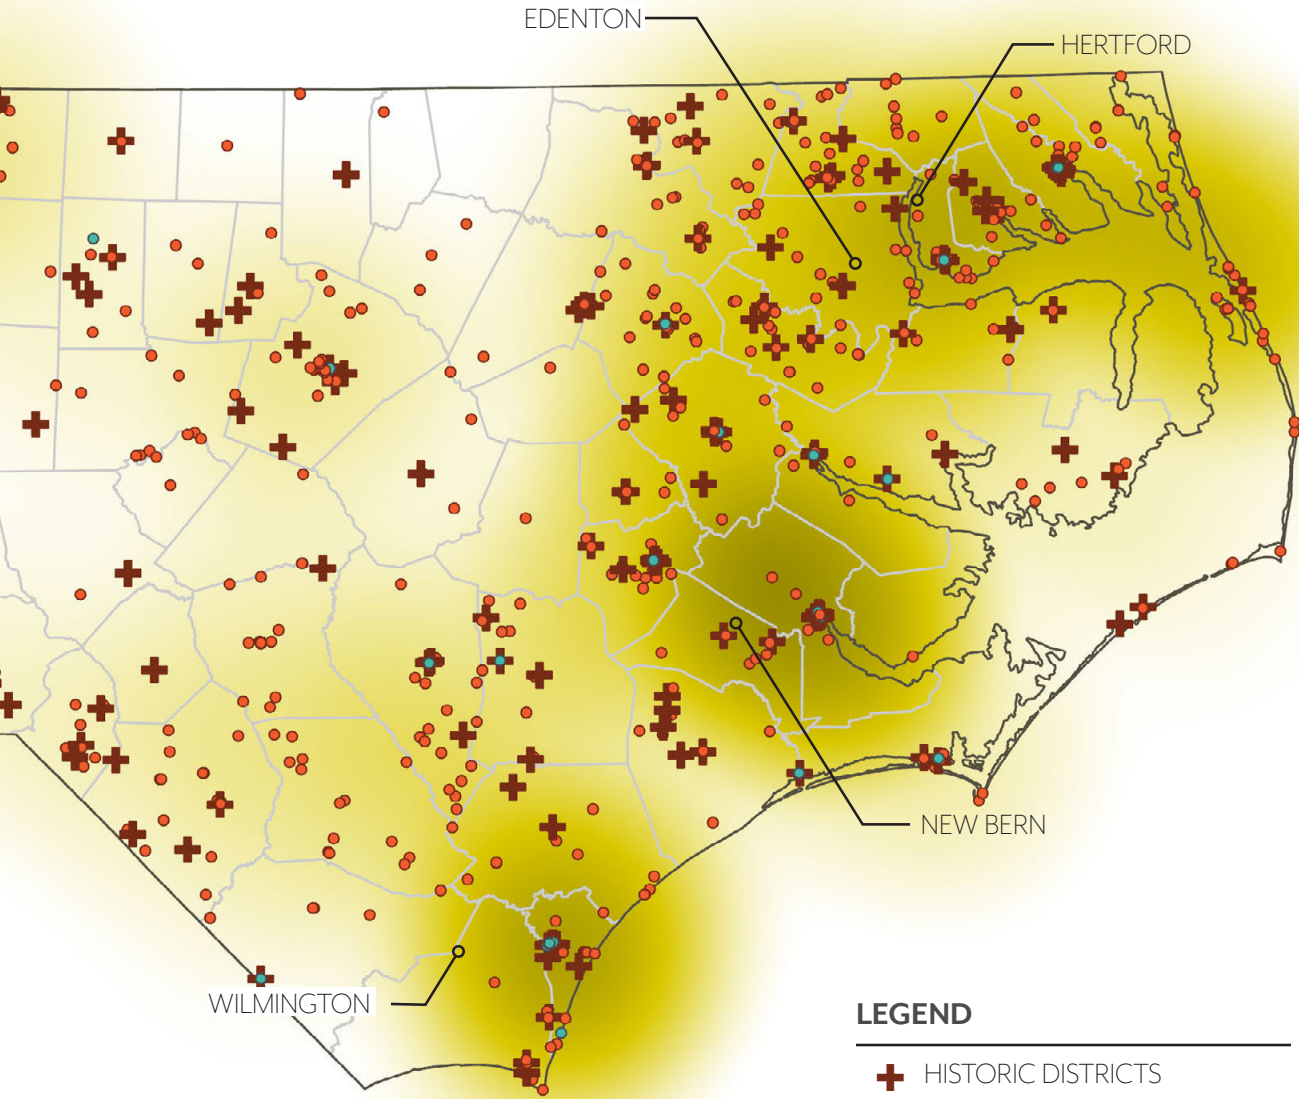 EDENTON
HERTFORD
NEW BERN
WILMINGTON
LEGEND
HISTORIC DISTRICTS